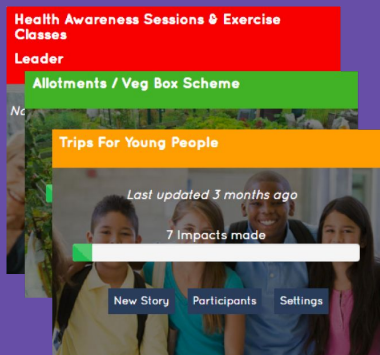 Health Awareness Sessions & Exercise
Classes
Leader
Allotments / Veg Box Scheme
Trips For Young People
Last updated 3 months ago
7 Impacts made
New Story
Participants
Settings